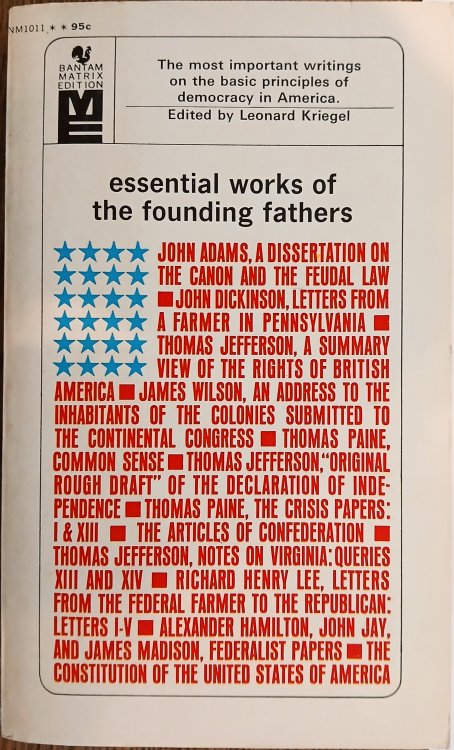 NM1011 ** 95c
BANTAM
MATRIX
EDITION
The most important writings
on the basic principles of
democracy in America.
Edited by Leonard Kriegel
essential works of
the founding fathers
JOHN ADAMS, A DISSERTATION ON
THE CANON AND THE FEUDAL LAW
■ JOHN DICKINSON, LETTERS FROM
A FARMER IN PENNSYLVANIA ■
THOMAS JEFFERSON, A SUMMARY
VIEW OF THE RIGHTS OF BRITISH
AMERICA ■ JAMES WILSON, AN ADDRESS TO THE
INHABITANTS OF THE COLONIES SUBMITTED TO
THE CONTINENTAL CONGRESS ■ THOMAS PAINE,
COMMON SENSE ■ THOMAS JEFFERSON, "ORIGINAL
ROUGH DRAFT" OF THE DECLARATION OF INDE-
PENDENCE ■ THOMAS PAINE, THE CRISIS PAPERS:
I & XIII ■ THE ARTICLES OF CONFEDERATION ■
THOMAS JEFFERSON, NOTES ON VIRGINIA: QUERIES
XIII AND XIV ■ RICHARD HENRY LEE, LETTERS
FROM THE FEDERAL FARMER TO THE REPUBLICAN:
LETTERS I-V ■ ALEXANDER HAMILTON, JOHN JAY,
AND JAMES MADISON, FEDERALIST PAPERS ■ THE
CONSTITUTION OF THE UNITED STATES OF AMERICA